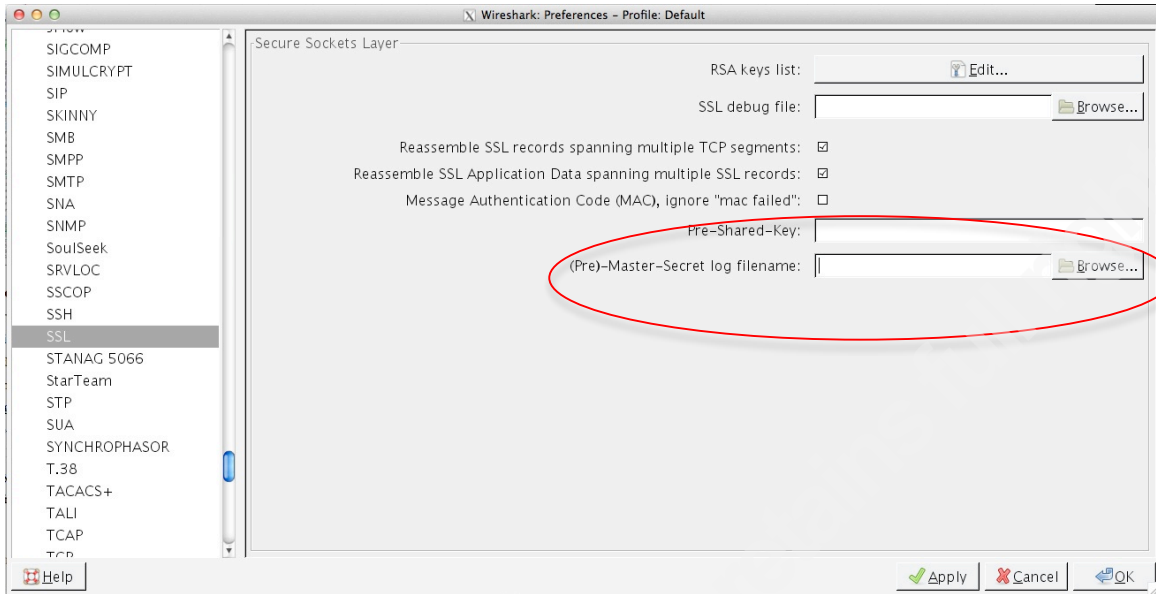 Wireshark: Preferences – Profile: Default
SIGCOMP
SIMULCRYPT
SIP
SKINNY
SMB
SMPP
SMTP
SNA
SNMP
SoulSeek
SRVLOC
SSCOP
SSH
SSL
STANAG 5066
StarTeam
STP
SUA
SYNCHROPHASOR
T.38
TACACS+
TALI
TCAP
Secure Sockets Layer
RSA keys list: Edit...
SSL debug file: Browse...
Reassemble SSL records spanning multiple TCP segments:
Reassemble SSL Application Data spanning multiple SSL records:
Message Authentication Code (MAC), ignore "mac failed":
Pre-Shared-Key:
(Pre)-Master-Secret log filename: Browse...
Help Apply Cancel OK